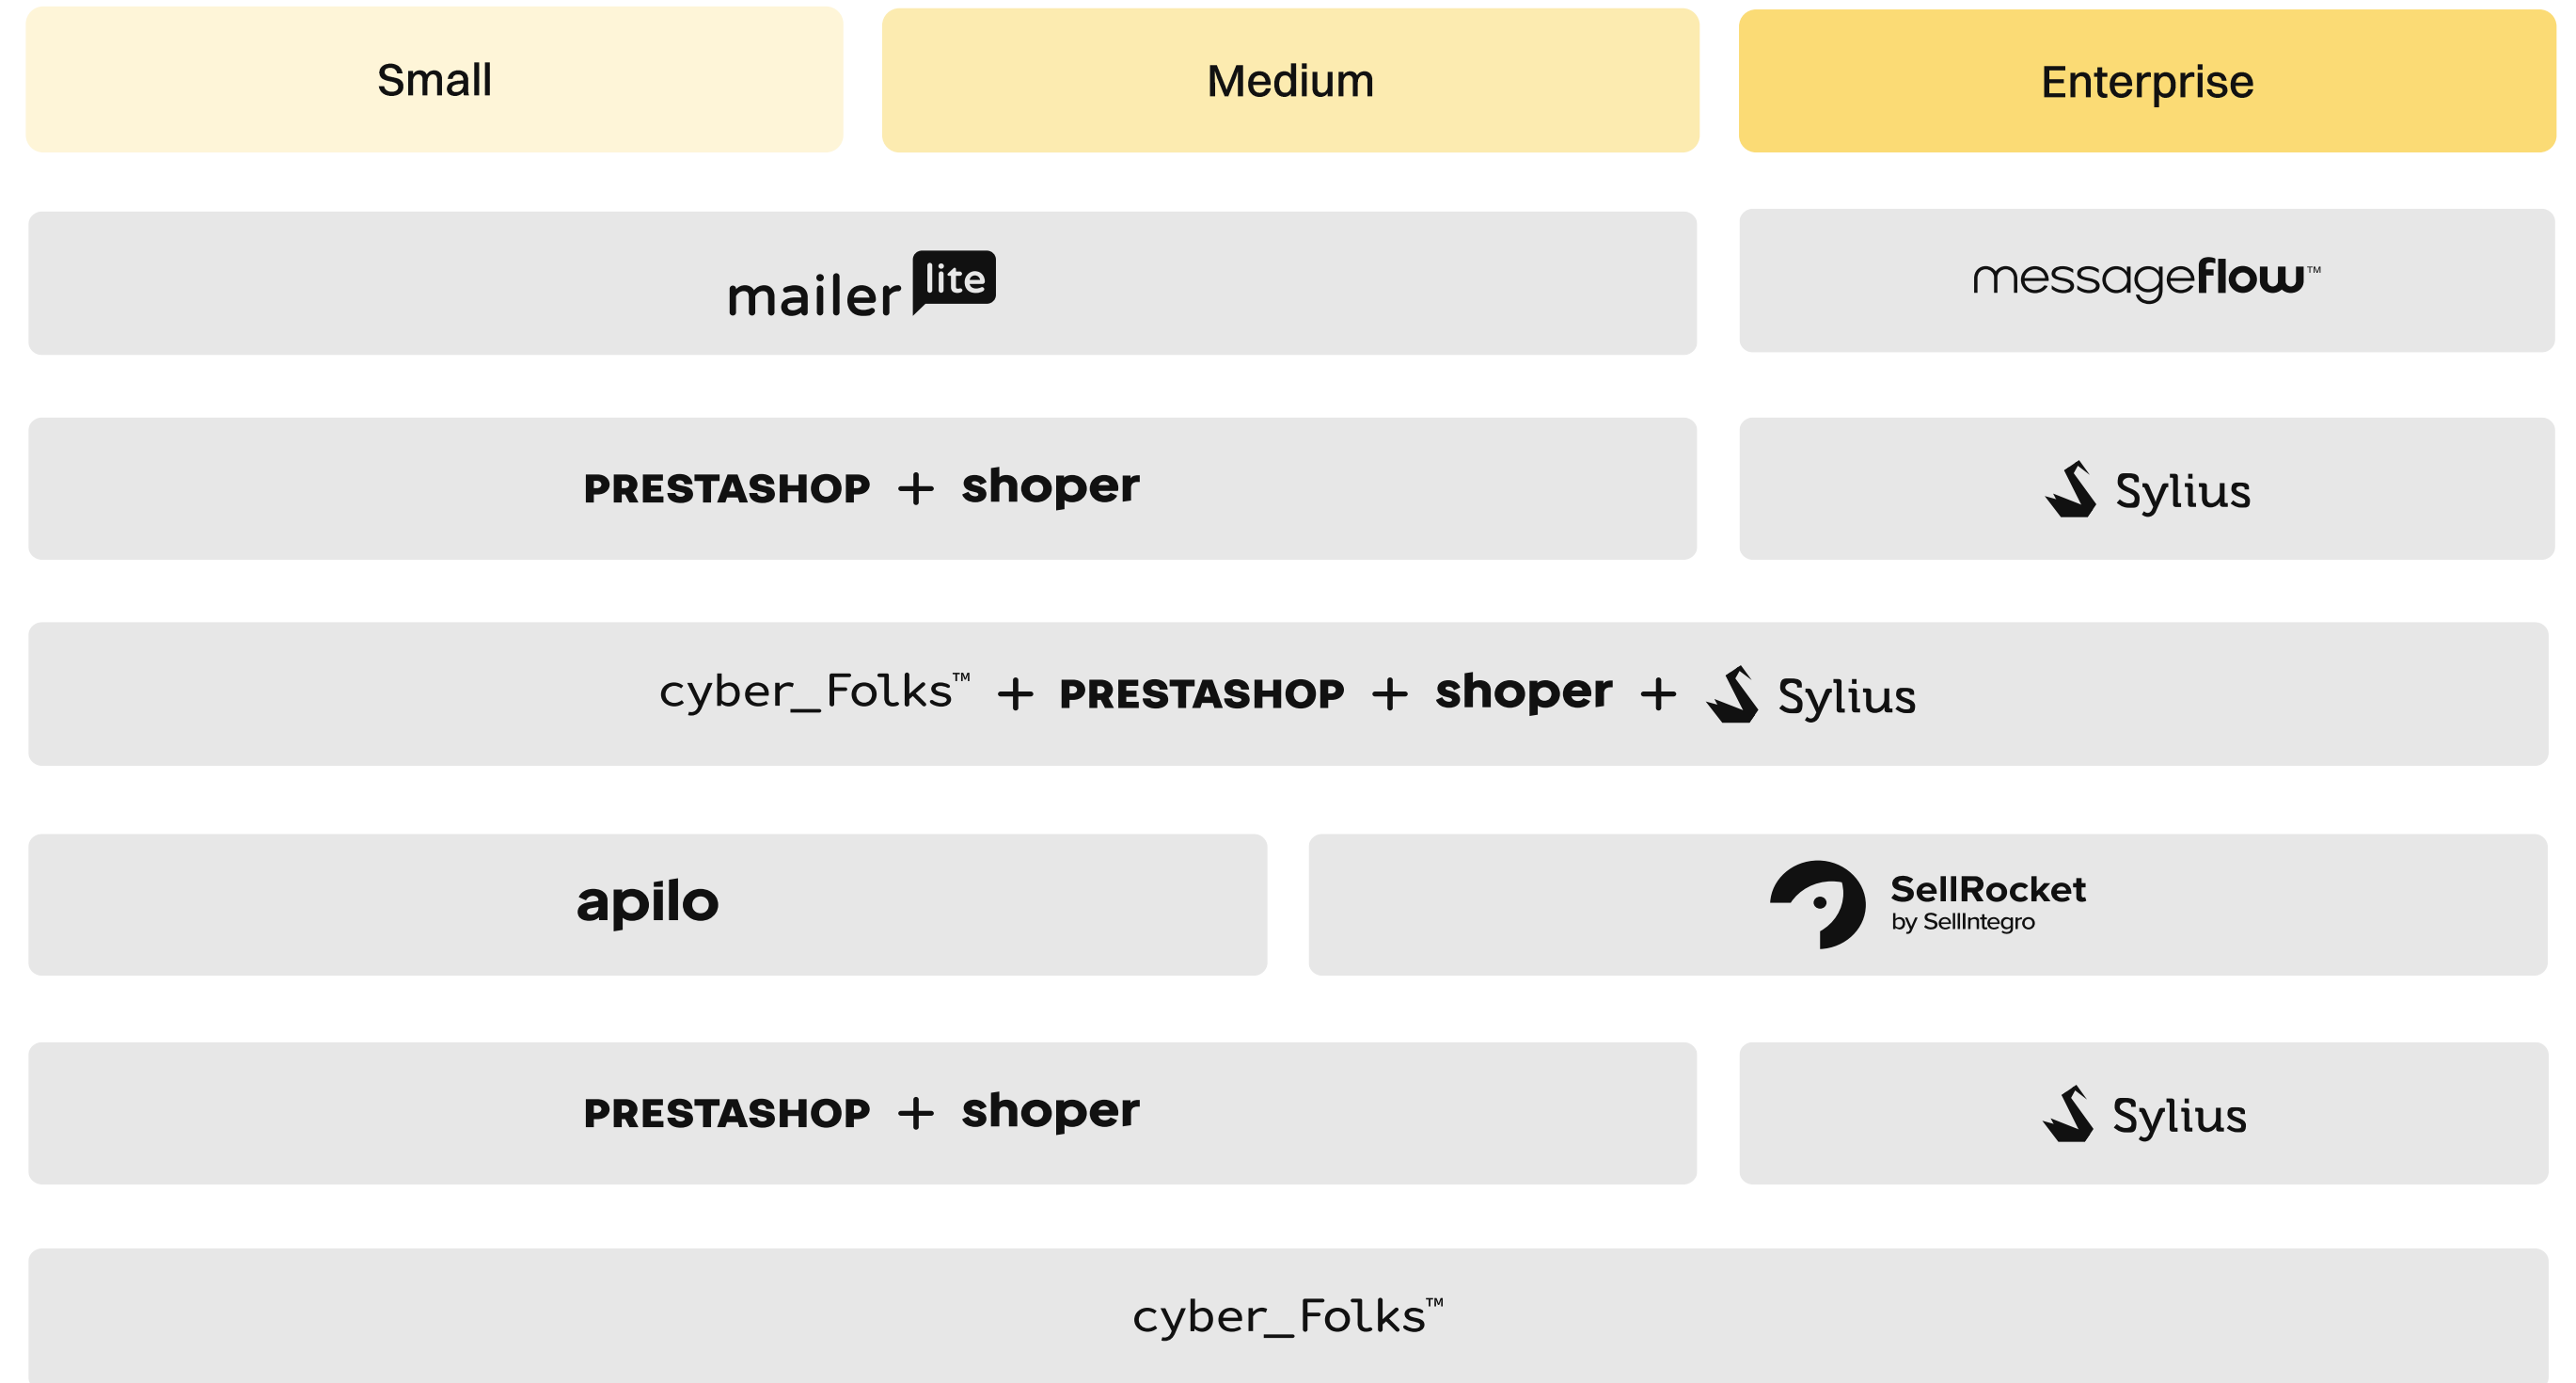 Small Medium Enterprise
mailer lite messageflow™
PRESTASHOP + shoper Sylius
cyber_Folks™ + PRESTASHOP + shoper + Sylius
apilo SellRocket
by SellIntegro
PRESTASHOP + shoper Sylius
cyber_Folks™